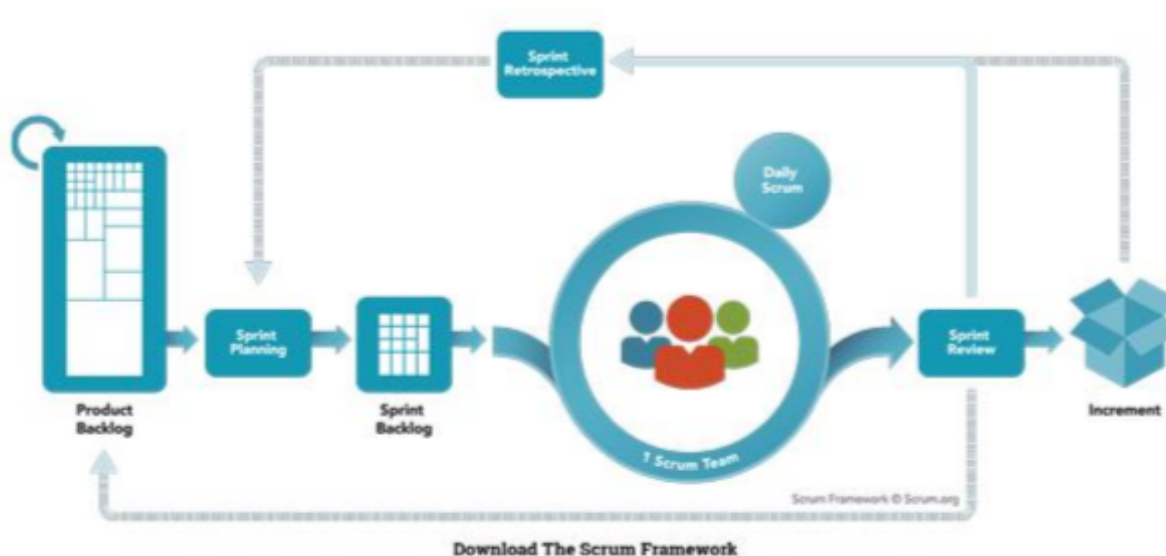 Sprint
Retrospective
Daily
Scrum
Sprint
Planning
Sprint
Review
Product
Backlog
Sprint
Backlog
Increment
1 Scrum Team
Scrum Framework © Scrum.org
Download The Scrum Framework